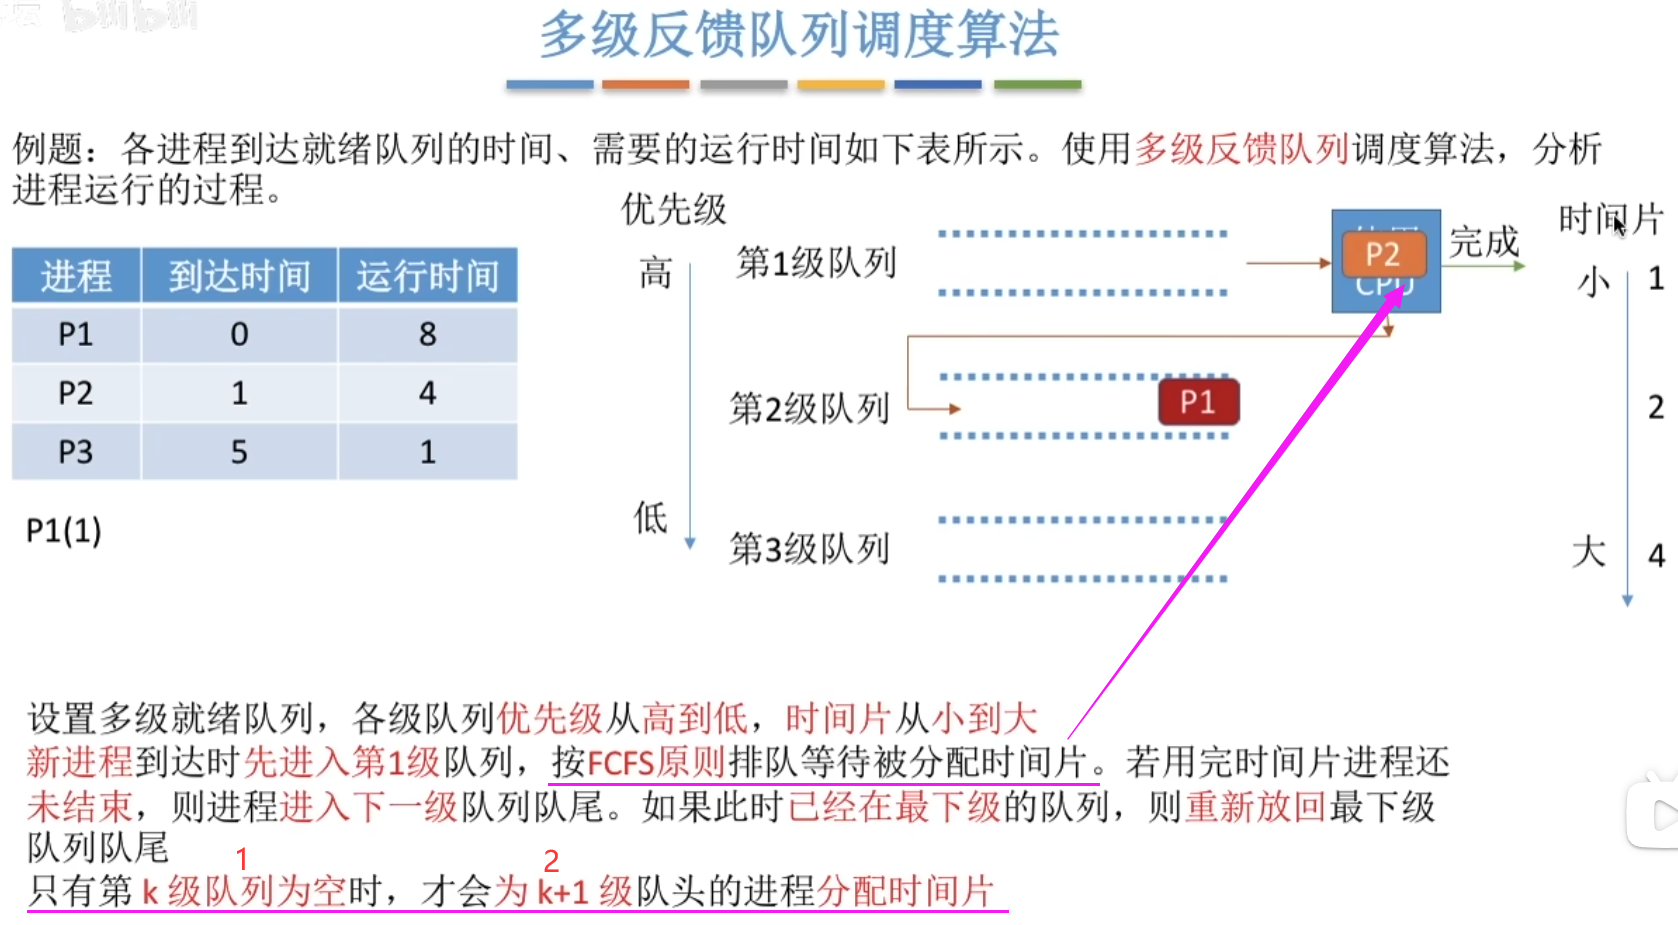 多级反馈队列调度算法
例题：各进程到达就绪队列的时间、需要的运行时间如下表所示。使用多级反馈队列调度算法，分析
进程运行的过程。
进程 到达时间 运行时间
P1 0 8
P2 1 4
P3 5 1
P1(1)
优先级
高
低
第1级队列
第2级队列
第3级队列
P1
P2
CPU
完成
时间片
小 1
2
大 4
设置多级就绪队列，各级队列优先级从高到低，时间片从小到大
新进程到达时先进入第1级队列，按FCFS原则排队等待被分配时间片。若用完时间片进程还
未结束，则进程进入下一级队列队尾。如果此时已经在最下级的队列，则重新放回最下级
队列队尾
1 2
只有第 k 级队列为空时，才会为 k+1 级队头的进程分配时间片